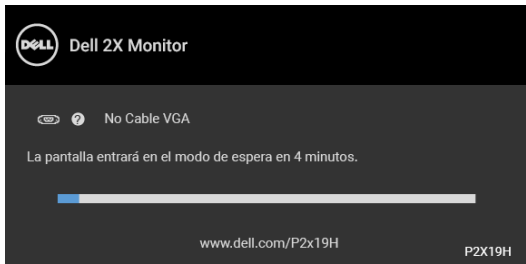 DELL
Dell 2X Monitor
? No Cable VGA
La pantalla entrará en el modo de espera en 4 minutos.
www.dell.com/P2x19H
P2X19H